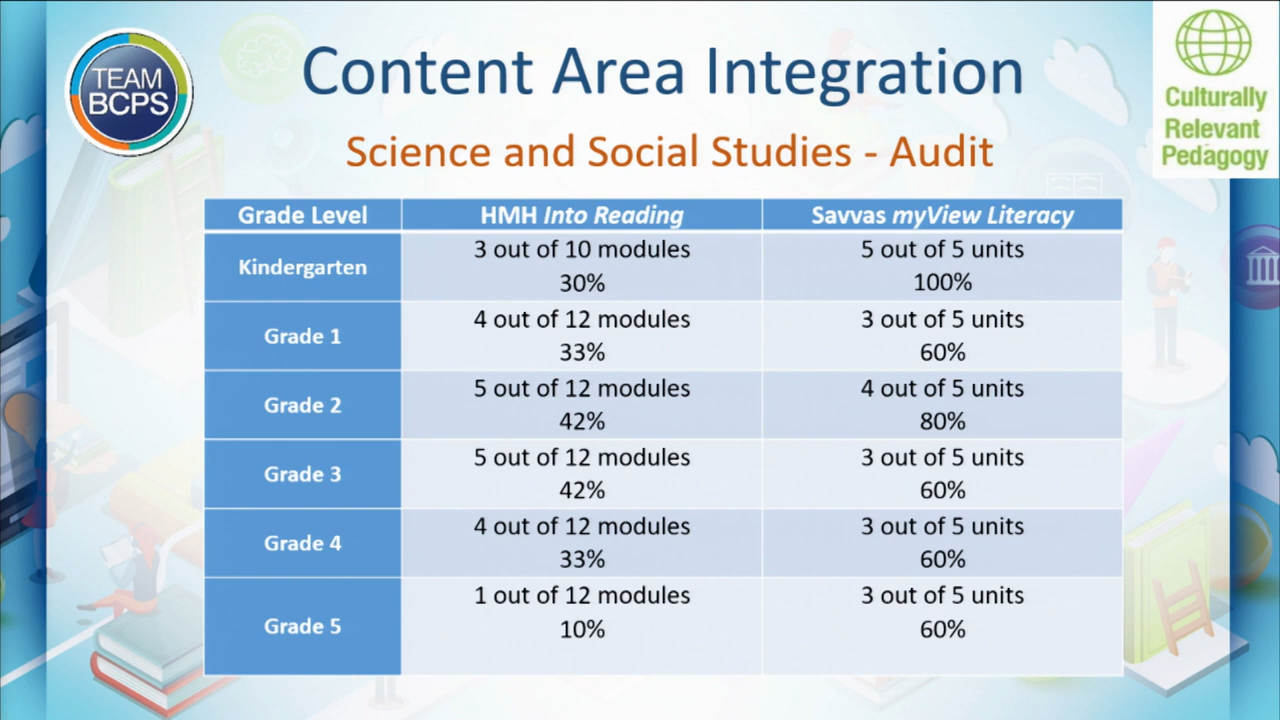 TEAM
BCPS
Content Area Integration
Culturally
Relevant
Pedagogy
Science and Social Studies - Audit
Grade Level HMH Into Reading Savvas myView Literacy
Kindergarten
3 out of 10 modules
30%
5 out of 5 units
100%
Grade 1
4 out of 12 modules
33%
3 out of 5 units
60%
Grade 2
5 out of 12 modules
42%
4 out of 5 units
80%
Grade 3
5 out of 12 modules
42%
3 out of 5 units
60%
Grade 4
4 out of 12 modules
33%
3 out of 5 units
60%
Grade 5
1 out of 12 modules
10%
3 out of 5 units
60%